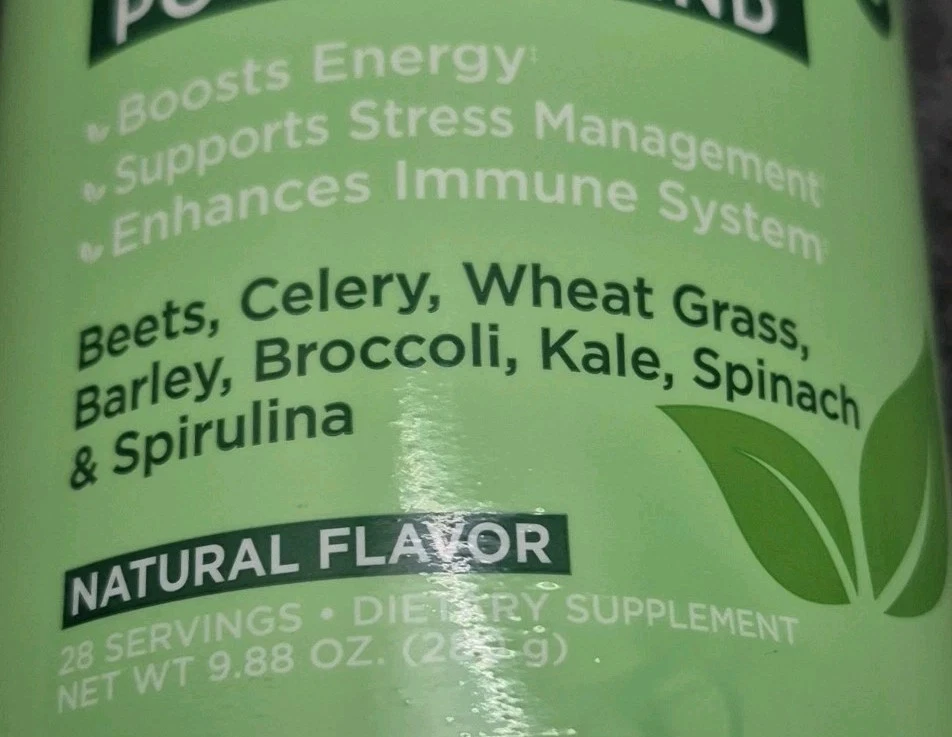 Boosts Energy‡
Supports Stress Management‡
Enhances Immune System‡
Beets, Celery, Wheat Grass,
Barley, Broccoli, Kale, Spinach
& Spirulina
NATURAL FLAVOR
28 SERVINGS • DIETARY SUPPLEMENT
NET WT 9.88 OZ.